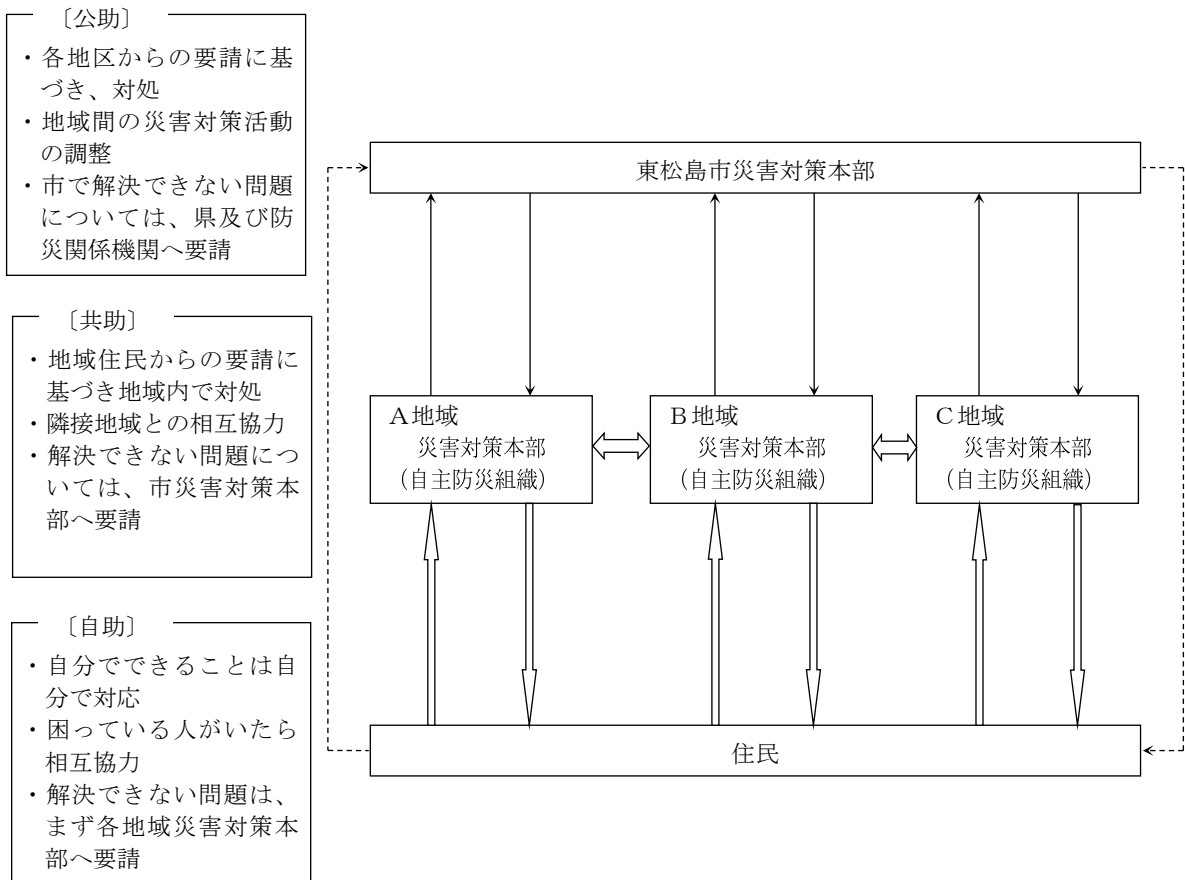 〔公助〕
・各地区からの要請に基
づき、対処
・地域間の災害対策活動
の調整
・市で解決できない問題
については、県及び防
災関係機関へ要請
〔共助〕
・地域住民からの要請に
基づき地域内で対処
・隣接地域との相互協力
・解決できない問題につ
いては、市災害対策本
部へ要請
〔自助〕
・自分でできることは自
分で対応
・困っている人がいたら
相互協力
・解決できない問題は、
まず各地域災害対策本
部へ要請
東松島市災害対策本部
A地域
災害対策本部
(自主防災組織)
B地域
災害対策本部
(自主防災組織)
C地域
災害対策本部
(自主防災組織)
住民